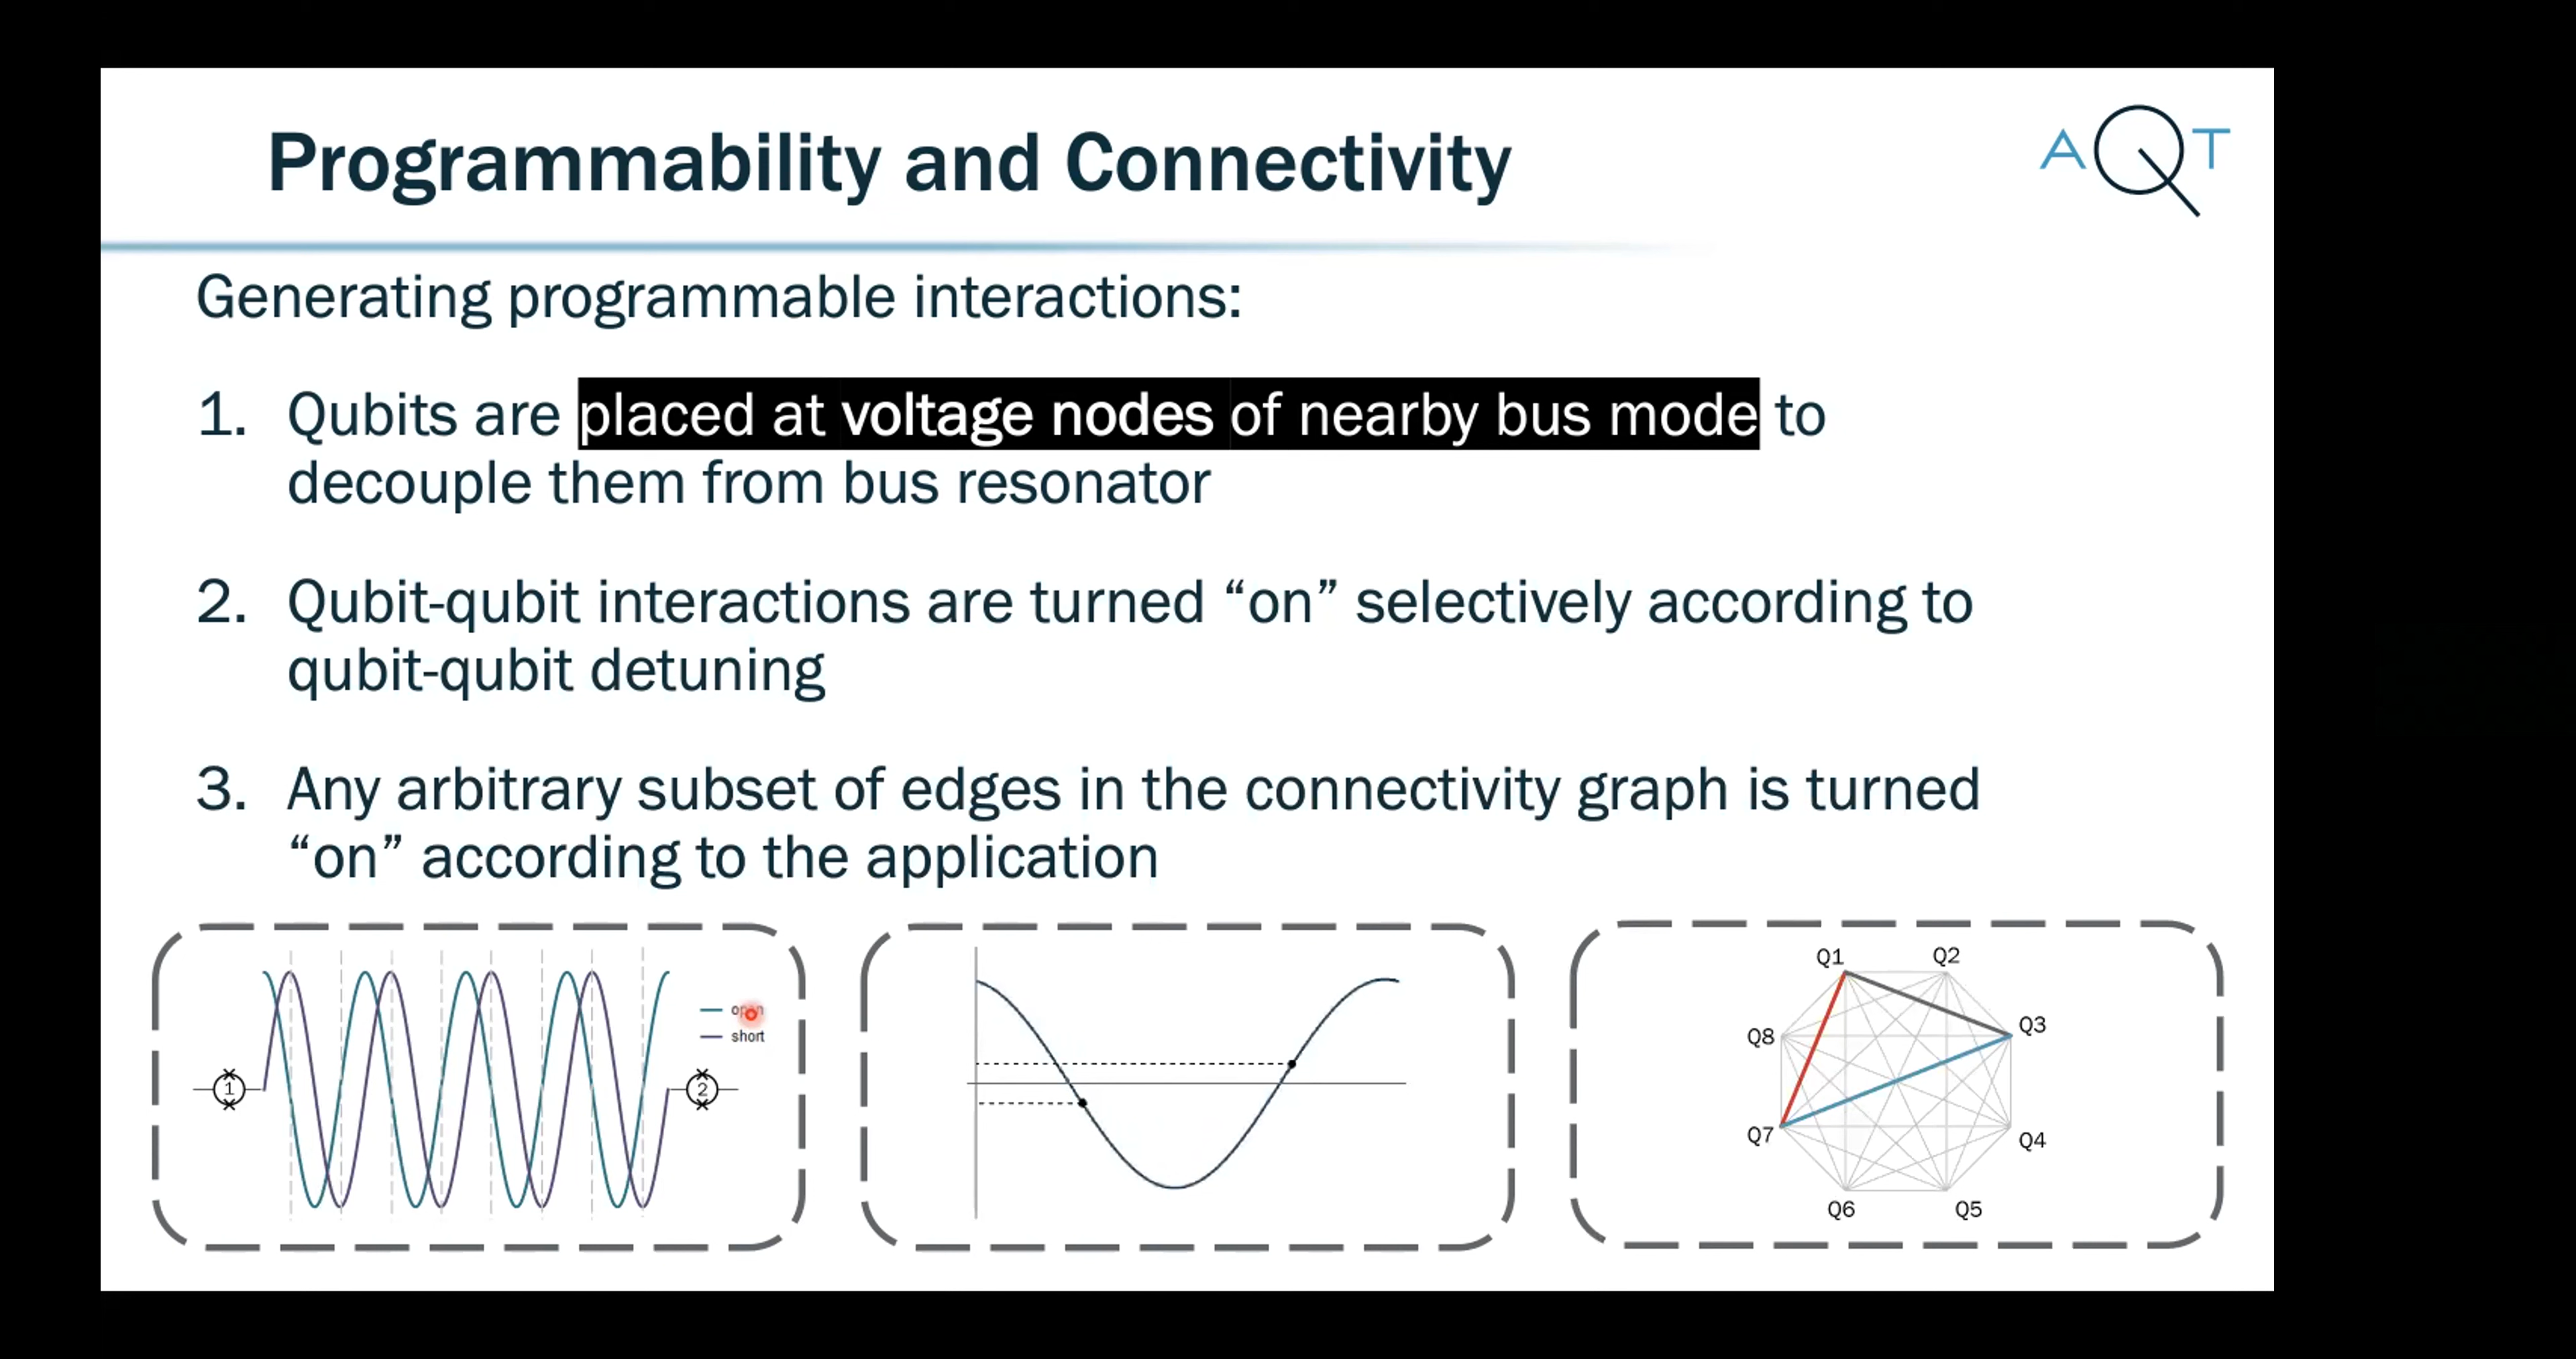 Programmability and Connectivity
AQT
Generating programmable interactions:
1. Qubits are placed at voltage nodes of nearby bus mode to
decouple them from bus resonator
2. Qubit-qubit interactions are turned “on” selectively according to
qubit-qubit detuning
3. Any arbitrary subset of edges in the connectivity graph is turned
“on” according to the application
open
short
1
2
Q1
Q2
Q3
Q8
Q7
Q4
Q6
Q5